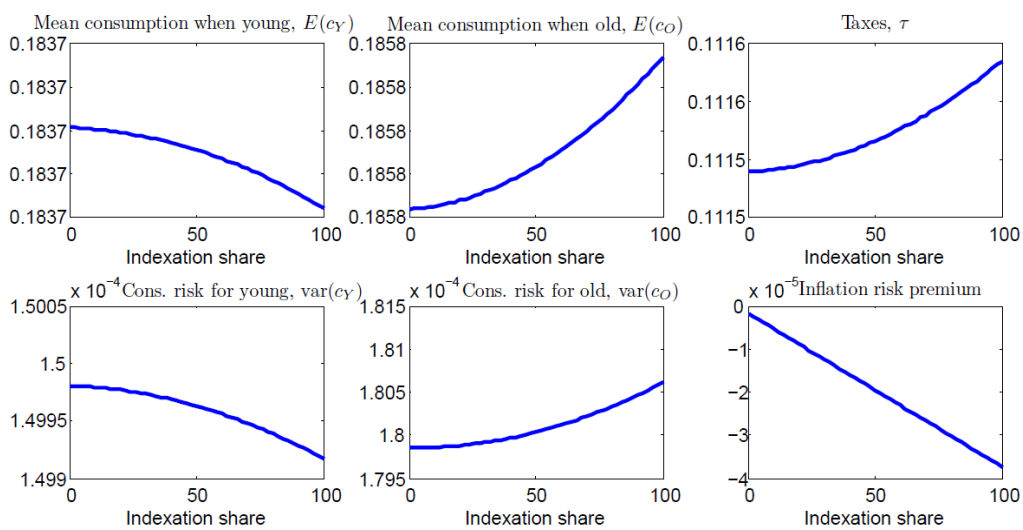 Mean consumption when young, E(c_Y)
0.1837
0.1837
0.1837
0.1837
0.1837
0 50 100
Indexation share
Mean consumption when old, E(c_O)
0.1858
0.1858
0.1858
0.1858
0.1858
0 50 100
Indexation share
Taxes, τ
0.1116
0.1116
0.1115
0.1115
0 50 100
Indexation share
x 10^−4 Cons. risk for young, var(c_Y)
1.5005
1.5
1.4995
1.499
0 50 100
Indexation share
x 10^−4 Cons. risk for old, var(c_O)
1.815
1.81
1.805
1.8
1.795
0 50 100
Indexation share
x 10^−5 Inflation risk premium
0
−1
−2
−3
−4
0 50 100
Indexation share